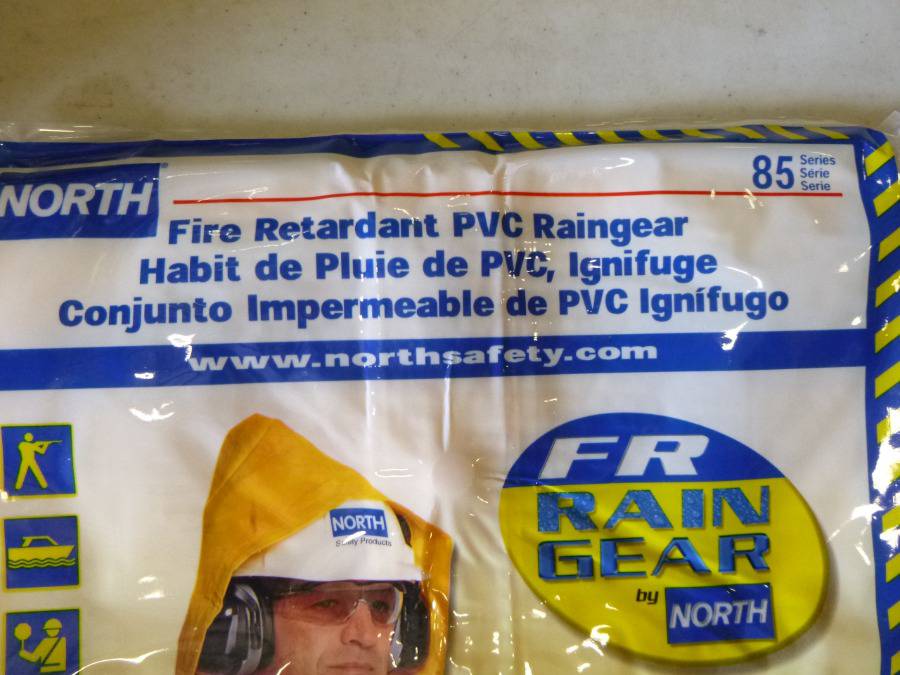 NORTH
85 Series
Série
Serie
Fire Retardant PVC Raingear
Habit de Pluie de PVC, Ignifuge
Conjunto Impermeable de PVC Ignífugo
www.northsafety.com
NORTH
Safety Products
FR
RAIN
GEAR
by NORTH